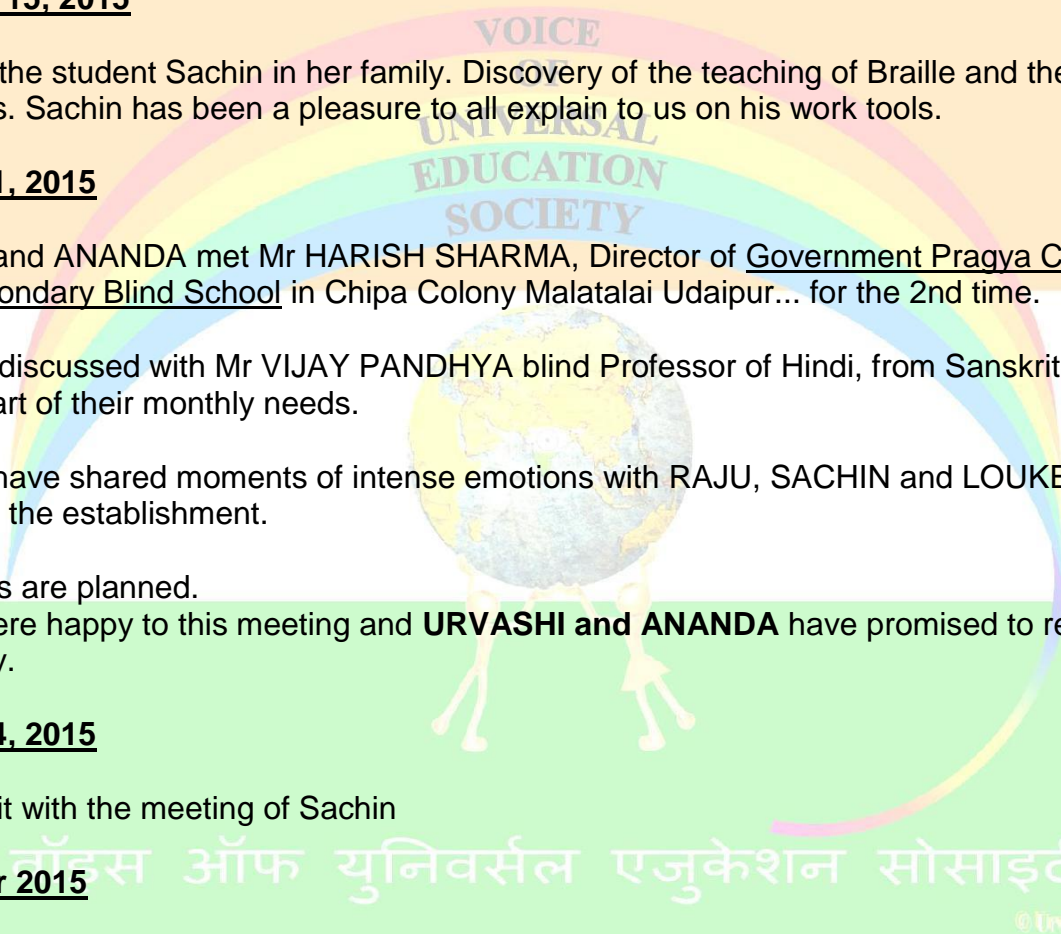 15, 2015
VOICE
OF
UNIVERSAL
EDUCATION
SOCIETY
the student Sachin in her family. Discovery of the teaching of Braille and the
s. Sachin has been a pleasure to all explain to us on his work tools.
1, 2015
and ANANDA met Mr HARISH SHARMA, Director of Government Pragya C
ondary Blind School in Chipa Colony Malatalai Udaipur... for the 2nd time.
discussed with Mr VIJAY PANDHYA blind Professor of Hindi, from Sanskrit
art of their monthly needs.
have shared moments of intense emotions with RAJU, SACHIN and LOUKE
the establishment.
s are planned.
ere happy to this meeting and URVASHI and ANANDA have promised to re
y.
4, 2015
it with the meeting of Sachin
वॉइस ऑफ युनिवर्सल एजुकेशन सोसाइट
r 2015